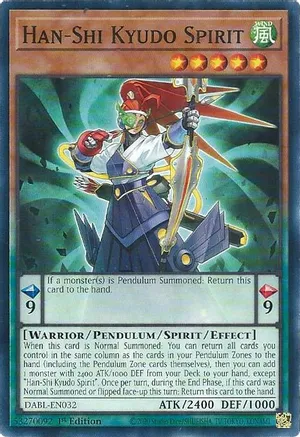 HAN-SHI KYUDO SPIRIT
WIND
風
If a monster(s) is Pendulum Summoned: Return this
card to the hand.
9
9
[WARRIOR/PENDULUM/SPIRIT/EFFECT]
When this card is Normal Summoned: You can return all cards you
control in the same column as the cards in your Pendulum Zones to the
hand (including the Pendulum Zone cards themselves), then you can add
1 monster with 2400 ATK/1000 DEF from your Deck to your hand, except
"Han-Shi Kyudo Spirit". Once per turn, during the End Phase, if this card was
Normal Summoned or flipped face-up this turn: Return this card to the hand.
DABL-EN032
ATK/2400 DEF/1000
1st Edition